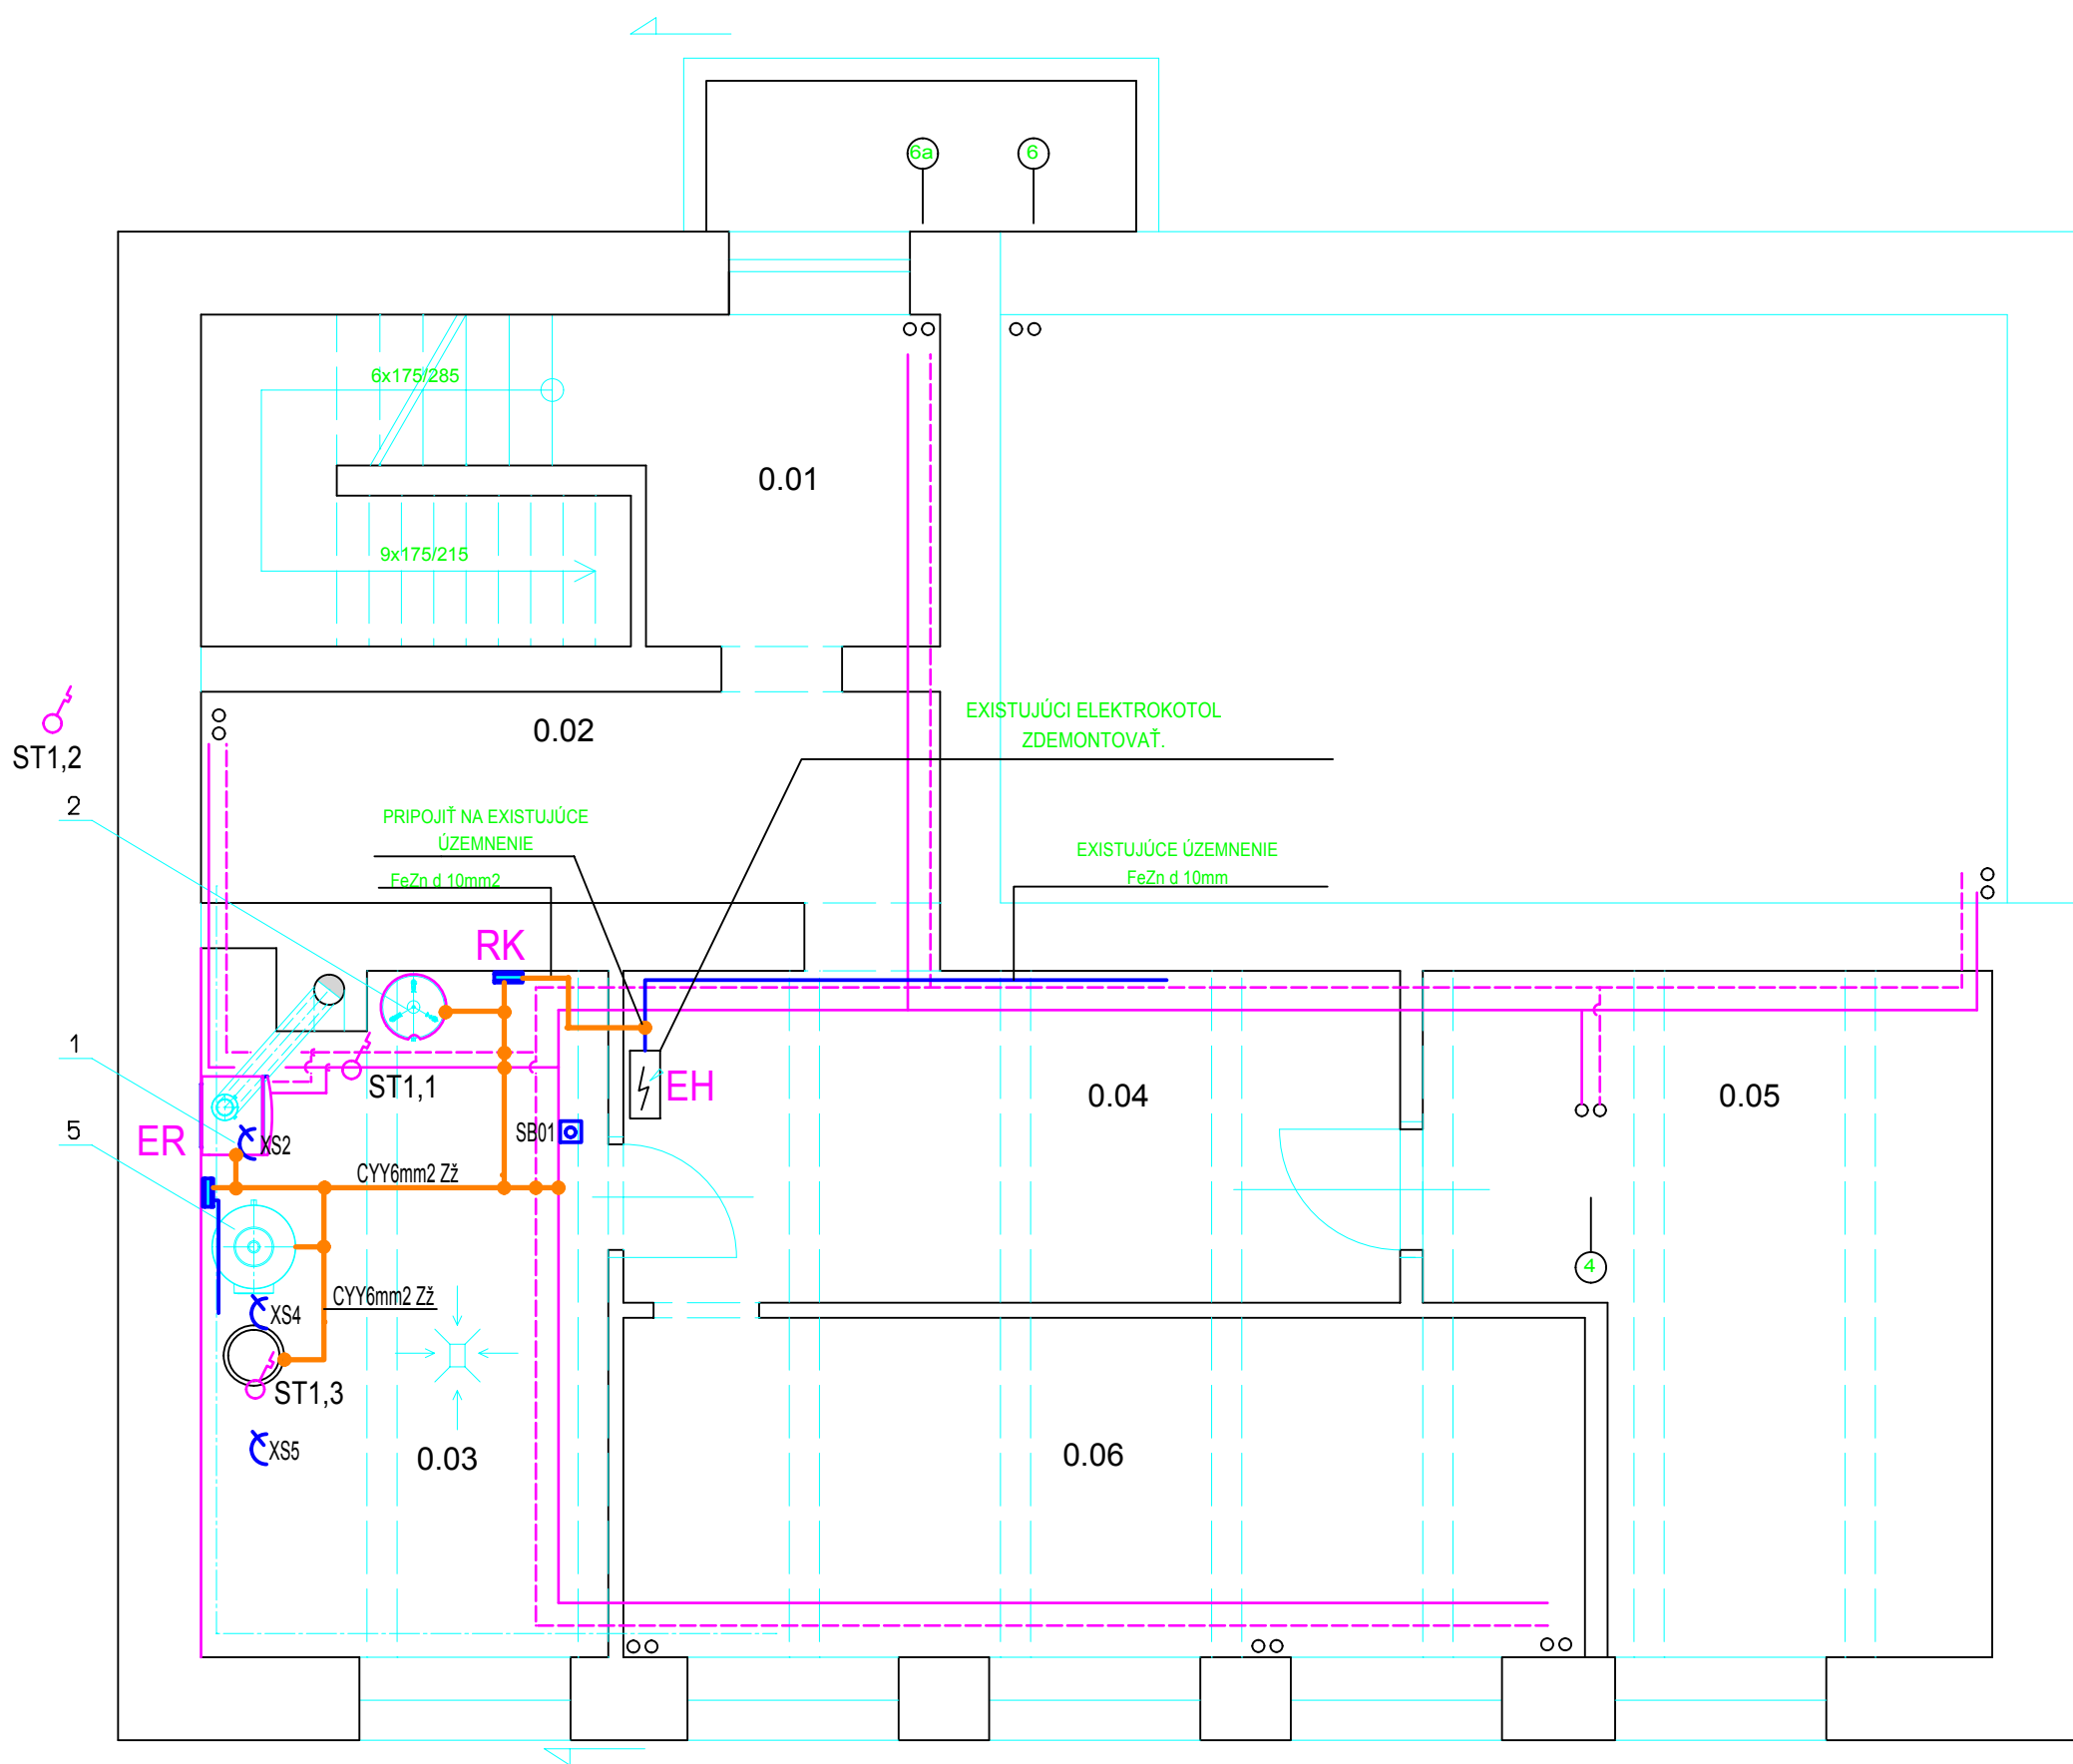 6a
6
6x175/285
0.01
9x175/215
EXISTUJÚCI ELEKTROKOTOL
ZDEMONTOVAŤ.
0.02
ST1,2
2
PRIPOJIŤ NA EXISTUJÚCE
ÚZEMNENIE
FeZn d 10mm2
EXISTUJÚCE ÚZEMNENIE
FeZn d 10mm
RK
1
ST1,1
EH
0.04
0.05
5
ER
XS2
SB01
CYY6mm2 Zž
4
CYY6mm2 Zž
XS4
ST1,3
XS5
0.03
0.06